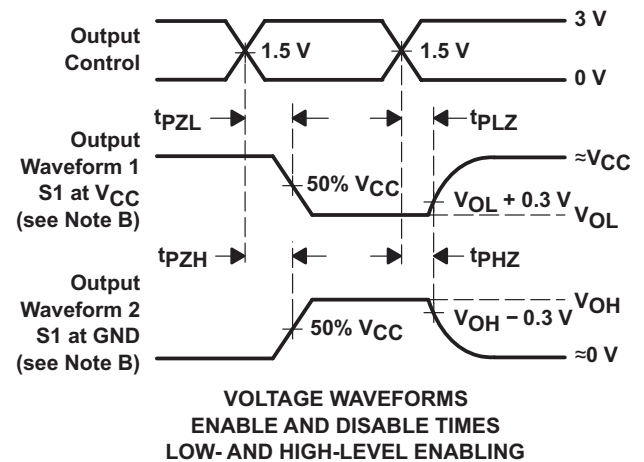 Output
Control
3 V
1.5 V
1.5 V
0 V
tPZL
tPLZ
Output
Waveform 1
S1 at VCC
(see Note B)
≈VCC
50% VCC
VOL + 0.3 V
VOL
tPZH
tPHZ
Output
Waveform 2
S1 at GND
(see Note B)
VOH
VOH − 0.3 V
50% VCC
≈0 V
VOLTAGE WAVEFORMS
ENABLE AND DISABLE TIMES
LOW- AND HIGH-LEVEL ENABLING